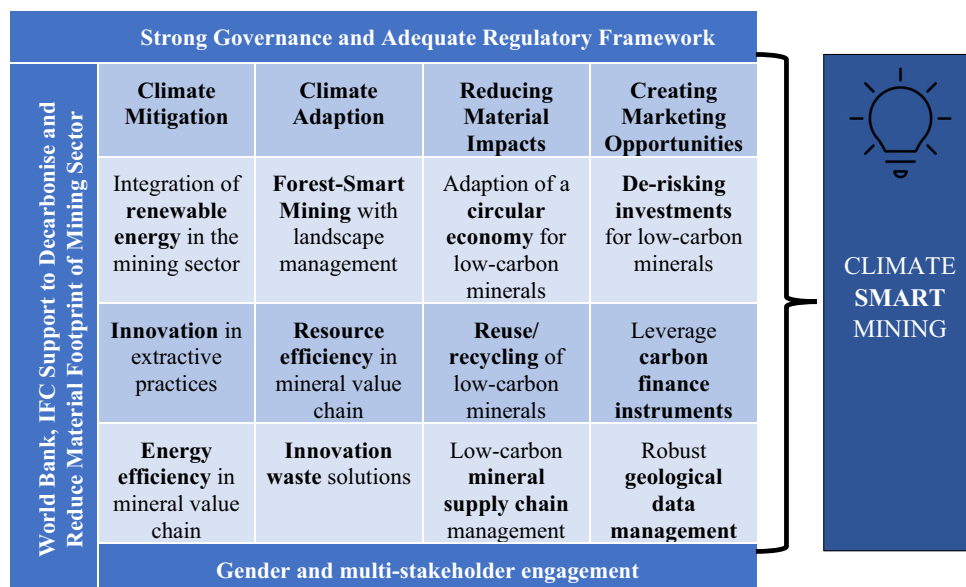 Strong Governance and Adequate Regulatory Framework
World Bank, IFC Support to Decarbonise and
Reduce Material Footprint of Mining Sector
Climate
Mitigation
Climate
Adaption
Reducing
Material
Impacts
Creating
Marketing
Opportunities
Integration of
renewable
energy in the
mining sector
Forest-Smart
Mining with
landscape
management
Adaption of a
circular
economy for
low-carbon
minerals
De-risking
investments
for low-carbon
minerals
Innovation in
extractive
practices
Resource
efficiency in
mineral value
chain
Reuse/
recycling of
low-carbon
minerals
Leverage
carbon
finance
instruments
Energy
efficiency in
mineral value
chain
Innovation
waste solutions
Low-carbon
mineral
supply chain
management
Robust
geological
data
management
Gender and multi-stakeholder engagement
CLIMATE
SMART
MINING